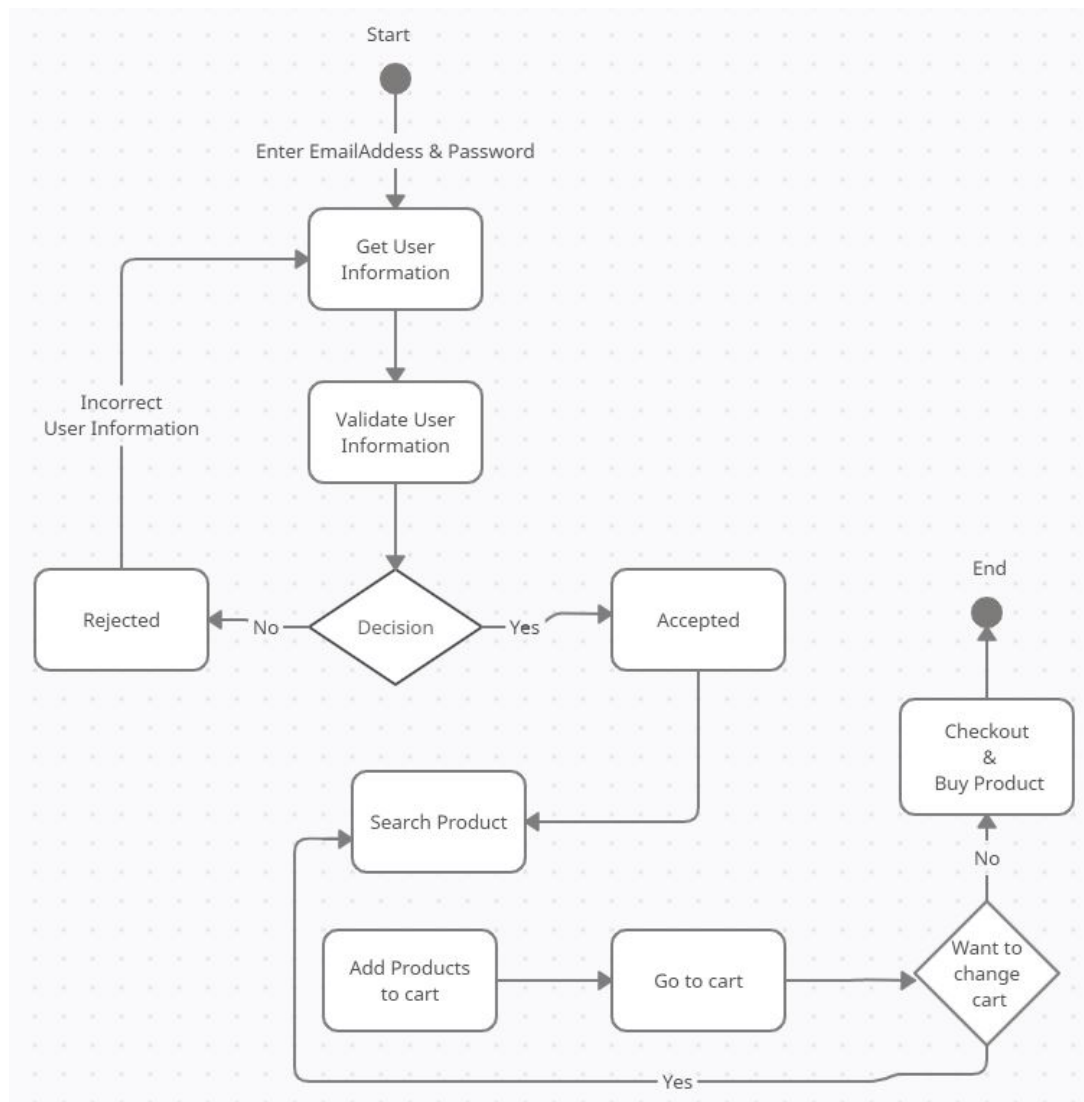 Start
Enter EmailAddess & Password
Get User
Information
Incorrect
User Information
Validate User
Information
Rejected
No
Decision
Yes
Accepted
End
Checkout
&
Buy Product
Search Product
No
Add Products
to cart
Go to cart
Want to
change
cart
Yes